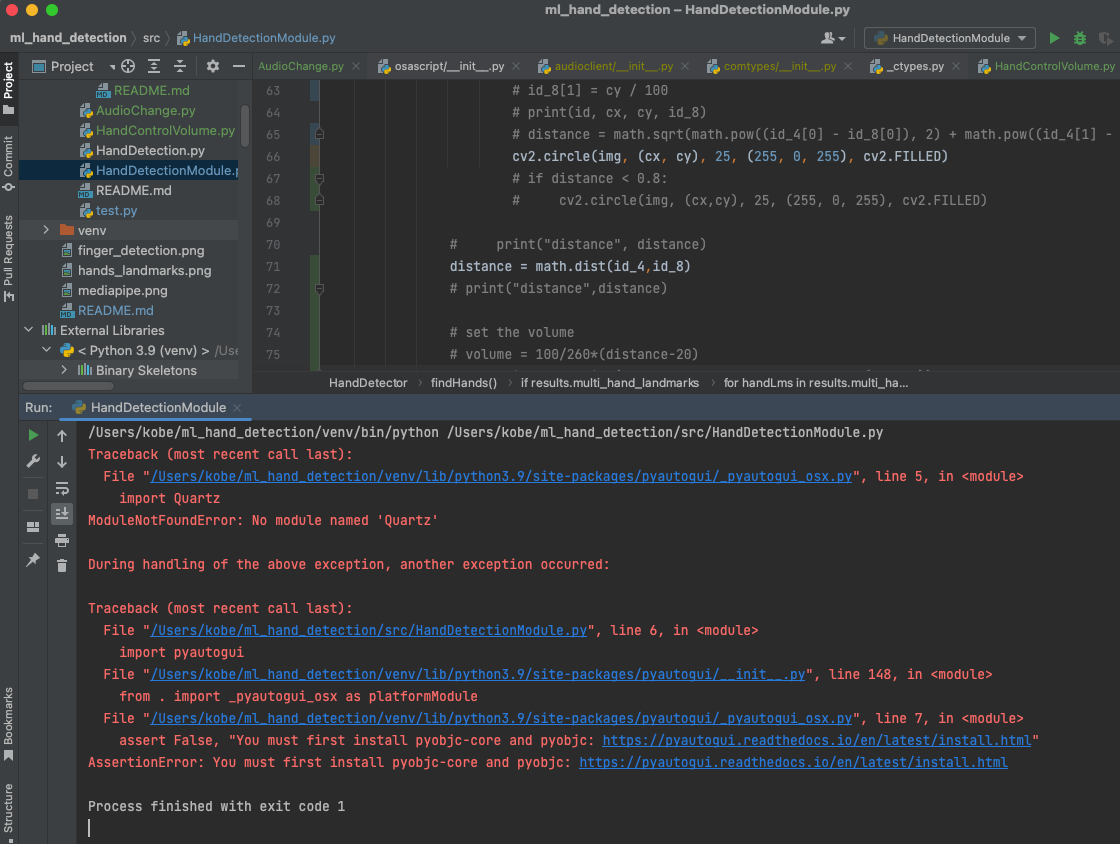 ml_hand_detection – HandDetectionModule.py
ml_hand_detection
src
HandDetectionModule.py
HandDetectionModule
Project
AudioChange.py
osascript/__init__.py
audioclient/__init__.py
comtypes/__init__.py
_ctypes.py
HandControlVolume.py
Project
Commit
Pull Requests
Bookmarks
Structure
README.md
AudioChange.py
HandControlVolume.py
HandDetection.py
HandDetectionModule.p
README.md
test.py
venv
finger_detection.png
hands_landmarks.png
mediapipe.png
README.md
External Libraries
< Python 3.9 (venv) > /Use
Binary Skeletons
63 # id_8[1] = cy / 100
64 # print(id, cx, cy, id_8)
65 # distance = math.sqrt(math.pow((id_4[0] - id_8[0]), 2) + math.pow((id_4[1] -
66 cv2.circle(img, (cx, cy), 25, (255, 0, 255), cv2.FILLED)
67 # if distance < 0.8:
68 #     cv2.circle(img, (cx,cy), 25, (255, 0, 255), cv2.FILLED)
69
70 #     print("distance", distance)
71 distance = math.dist(id_4,id_8)
72 # print("distance",distance)
73
74 # set the volume
75 # volume = 100/260*(distance-20)
HandDetector
findHands()
if results.multi_hand_landmarks
for handLms in results.multi_ha...
Run:
HandDetectionModule
/Users/kobe/ml_hand_detection/venv/bin/python /Users/kobe/ml_hand_detection/src/HandDetectionModule.py
Traceback (most recent call last):
File "/Users/kobe/ml_hand_detection/venv/lib/python3.9/site-packages/pyautogui/_pyautogui_osx.py", line 5, in <module>
import Quartz
ModuleNotFoundError: No module named 'Quartz'
During handling of the above exception, another exception occurred:
Traceback (most recent call last):
File "/Users/kobe/ml_hand_detection/src/HandDetectionModule.py", line 6, in <module>
import pyautogui
File "/Users/kobe/ml_hand_detection/venv/lib/python3.9/site-packages/pyautogui/__init__.py", line 148, in <module>
from . import _pyautogui_osx as platformModule
File "/Users/kobe/ml_hand_detection/venv/lib/python3.9/site-packages/pyautogui/_pyautogui_osx.py", line 7, in <module>
assert False, "You must first install pyobjc-core and pyobjc: https://pyautogui.readthedocs.io/en/latest/install.html"
AssertionError: You must first install pyobjc-core and pyobjc: https://pyautogui.readthedocs.io/en/latest/install.html
Process finished with exit code 1